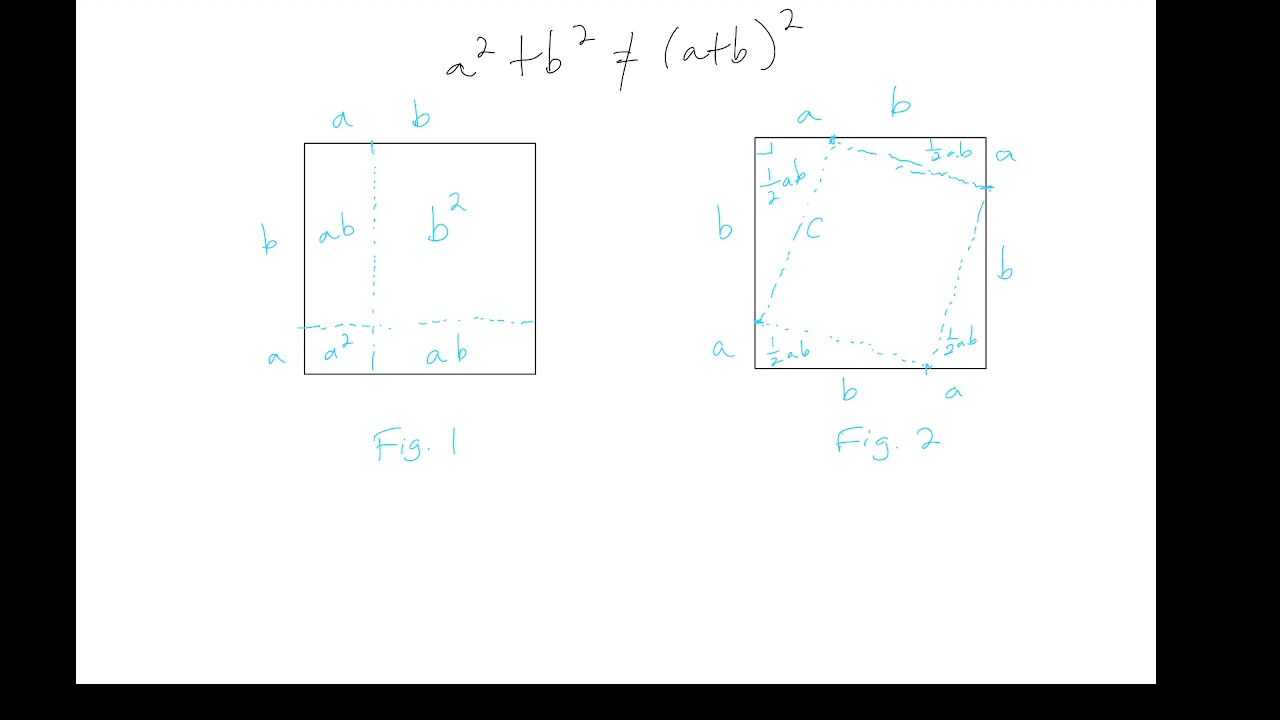 a² + b² ≠ (a+b)²
a b
b ab b²
a a² ab
Fig. 1
a b
½ab ½ab a
b C b
a ½ab ½ab
b a
Fig. 2